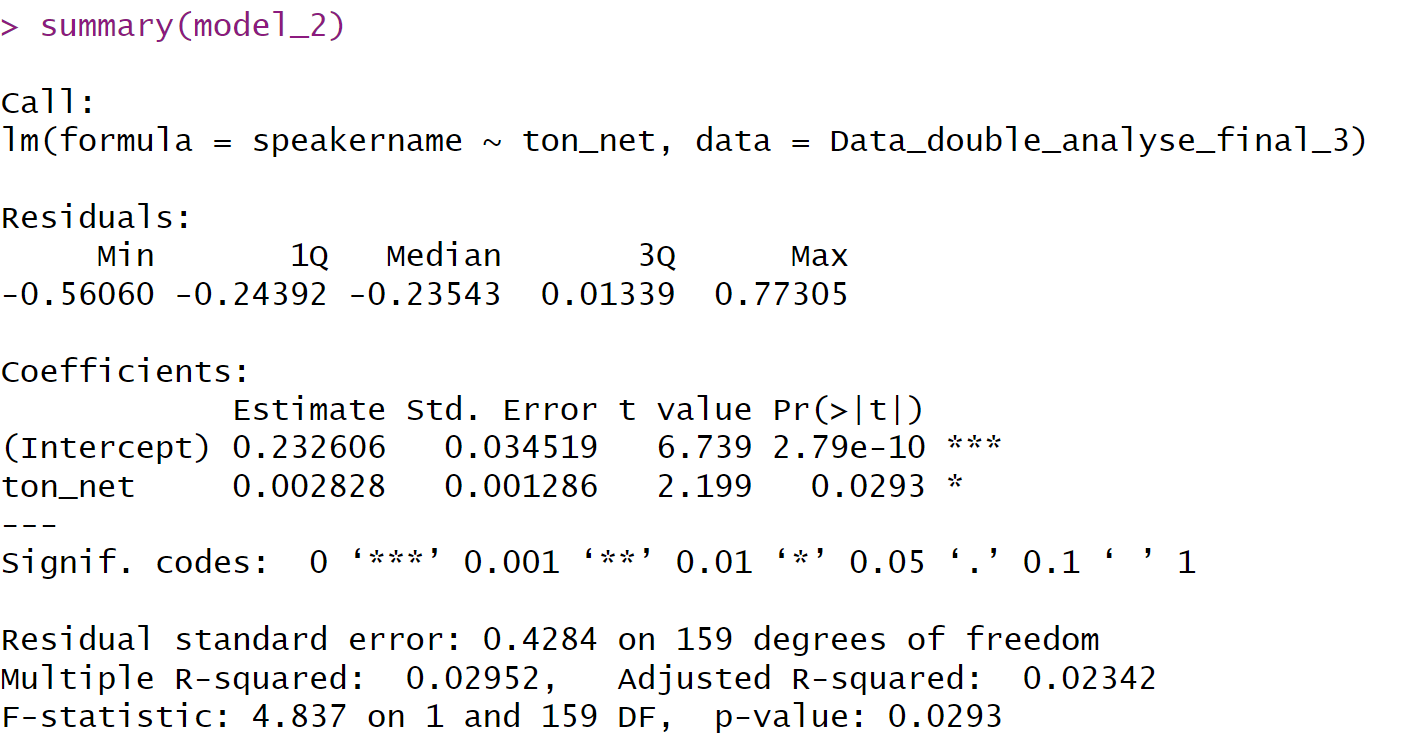 > summary(model_2)
Call:
lm(formula = speakername ~ ton_net, data = Data_double_analyse_final_3)
Residuals:
     Min       1Q   Median       3Q      Max
-0.56060 -0.24392 -0.23543  0.01339  0.77305
Coefficients:
            Estimate Std. Error t value Pr(>|t|)
(Intercept) 0.232606   0.034519   6.739 2.79e-10 ***
ton_net     0.002828   0.001286   2.199   0.0293 *
---
Signif. codes:  0 ‘***’ 0.001 ‘**’ 0.01 ‘*’ 0.05 ‘.’ 0.1 ‘ ’ 1
Residual standard error: 0.4284 on 159 degrees of freedom
Multiple R-squared:  0.02952,   Adjusted R-squared:  0.02342
F-statistic: 4.837 on 1 and 159 DF,  p-value: 0.0293